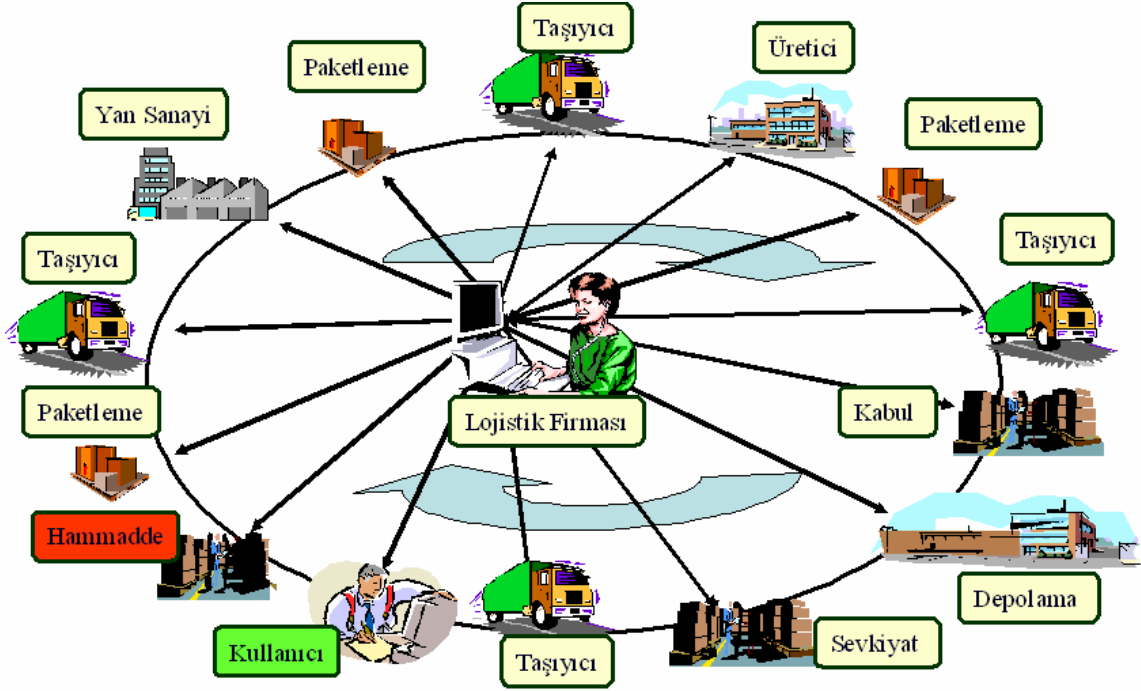 Taşıyıcı
Üretici
Paketleme
Yan Sanayi
Paketleme
Taşıyıcı
Taşıyıcı
Paketleme
Kabul
Lojistik Firması
Hammadde
Depolama
Kullanıcı
Taşıyıcı
Sevkiyat